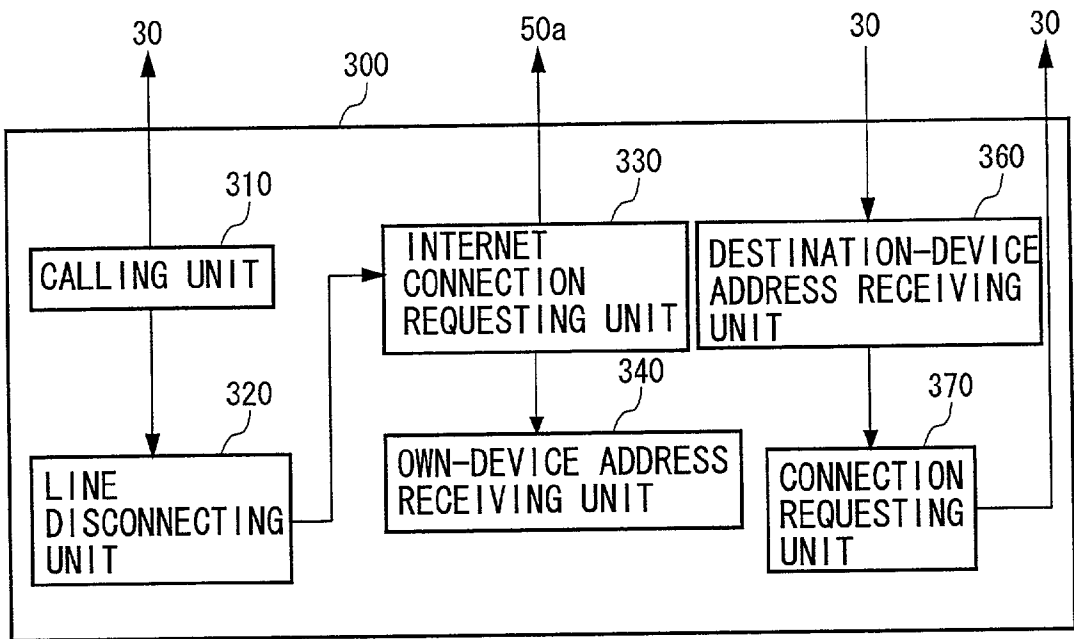 30
50a
30
30
300
310
330
360
CALLING UNIT
INTERNET
CONNECTION
REQUESTING UNIT
DESTINATION-DEVICE
ADDRESS RECEIVING
UNIT
320
340
370
LINE
DISCONNECTING
UNIT
OWN-DEVICE ADDRESS
RECEIVING UNIT
CONNECTION
REQUESTING
UNIT